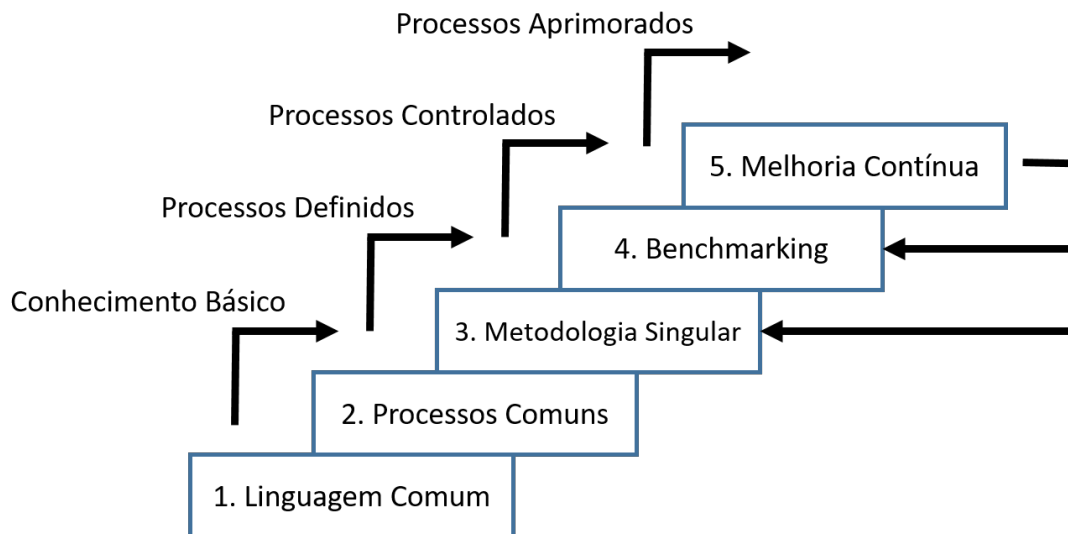 Processos Aprimorados
Processos Controlados
5. Melhoria Contínua
Processos Definidos
4. Benchmarking
Conhecimento Básico
3. Metodologia Singular
2. Processos Comuns
1. Linguagem Comum